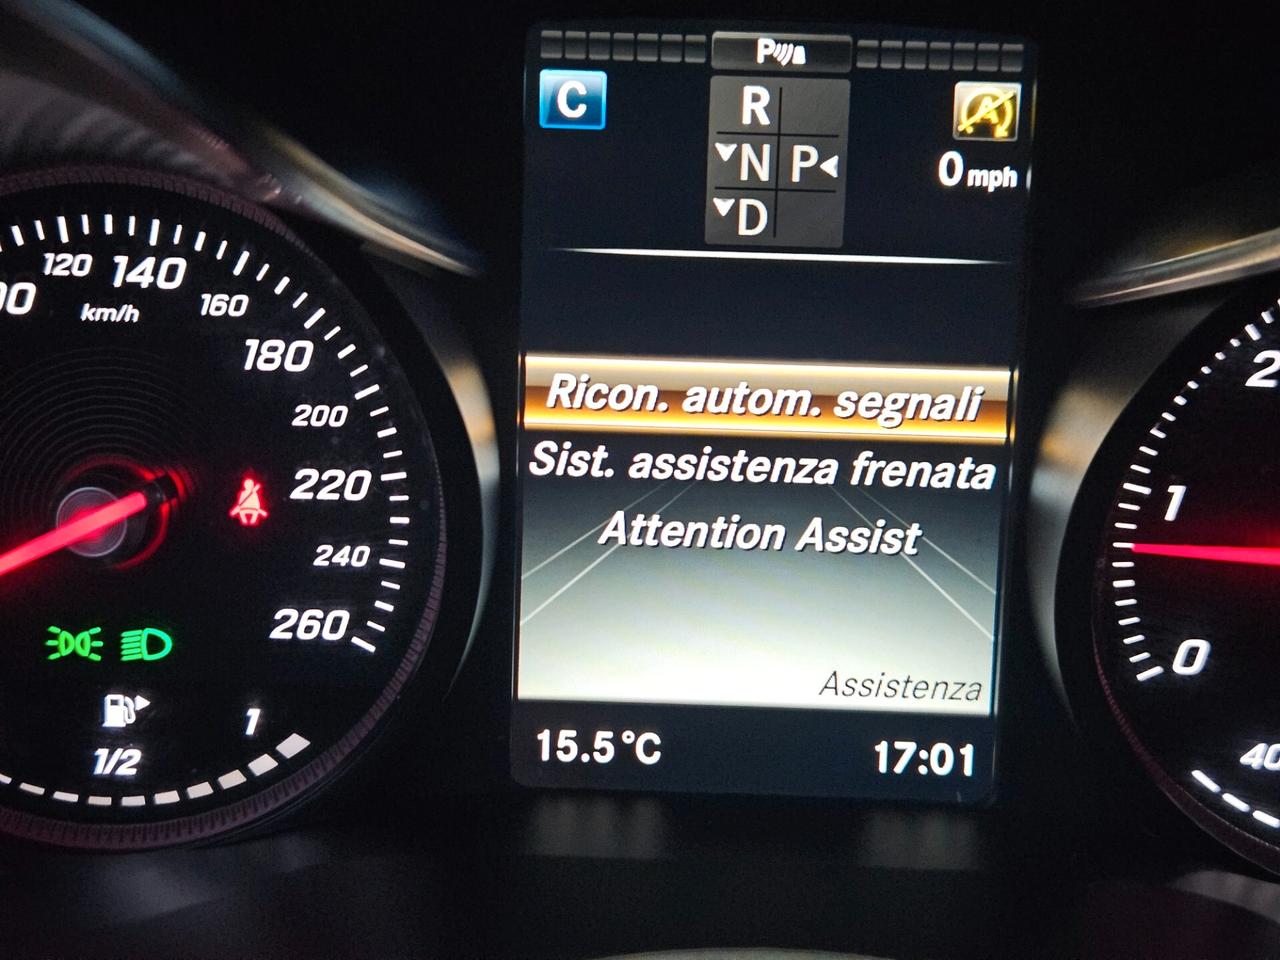 P
C
A
R
N P
D
0 mph
120 140
160
km/h
180
200
220
240
260
Ricon. autom. segnali
Sist. assistenza frenata
Attention Assist
Assistenza
15.5°C
17:01
1/2
1
2
1
0
40